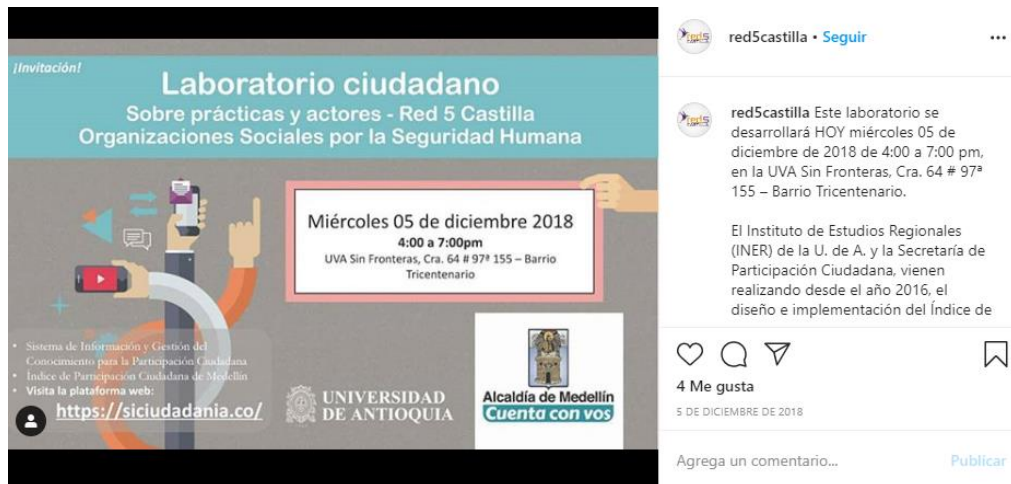 ¡Invitación!
Laboratorio ciudadano
Sobre prácticas y actores - Red 5 Castilla
Organizaciones Sociales por la Seguridad Humana
Miércoles 05 de diciembre 2018
4:00 a 7:00pm
UVA Sin Fronteras, Cra. 64 # 97ª 155 – Barrio
Tricentenario
• Sistema de Información y Gestión del
Conocimiento para la Participación Ciudadana
• Índice de Participación Ciudadana de Medellín
• Visita la plataforma web:
https://siciudadania.co/
UNIVERSIDAD
DE ANTIOQUIA
Alcaldía de Medellín
Cuenta con vos
red5castilla • Seguir
red5castilla Este laboratorio se
desarrollará HOY miércoles 05 de
diciembre de 2018 de 4:00 a 7:00 pm,
en la UVA Sin Fronteras, Cra. 64 # 97ª
155 – Barrio Tricentenario.
El Instituto de Estudios Regionales
(INER) de la U. de A. y la Secretaría de
Participación Ciudadana, vienen
realizando desde el año 2016, el
diseño e implementación del Índice de
4 Me gusta
5 DE DICIEMBRE DE 2018
Agrega un comentario...
Publicar